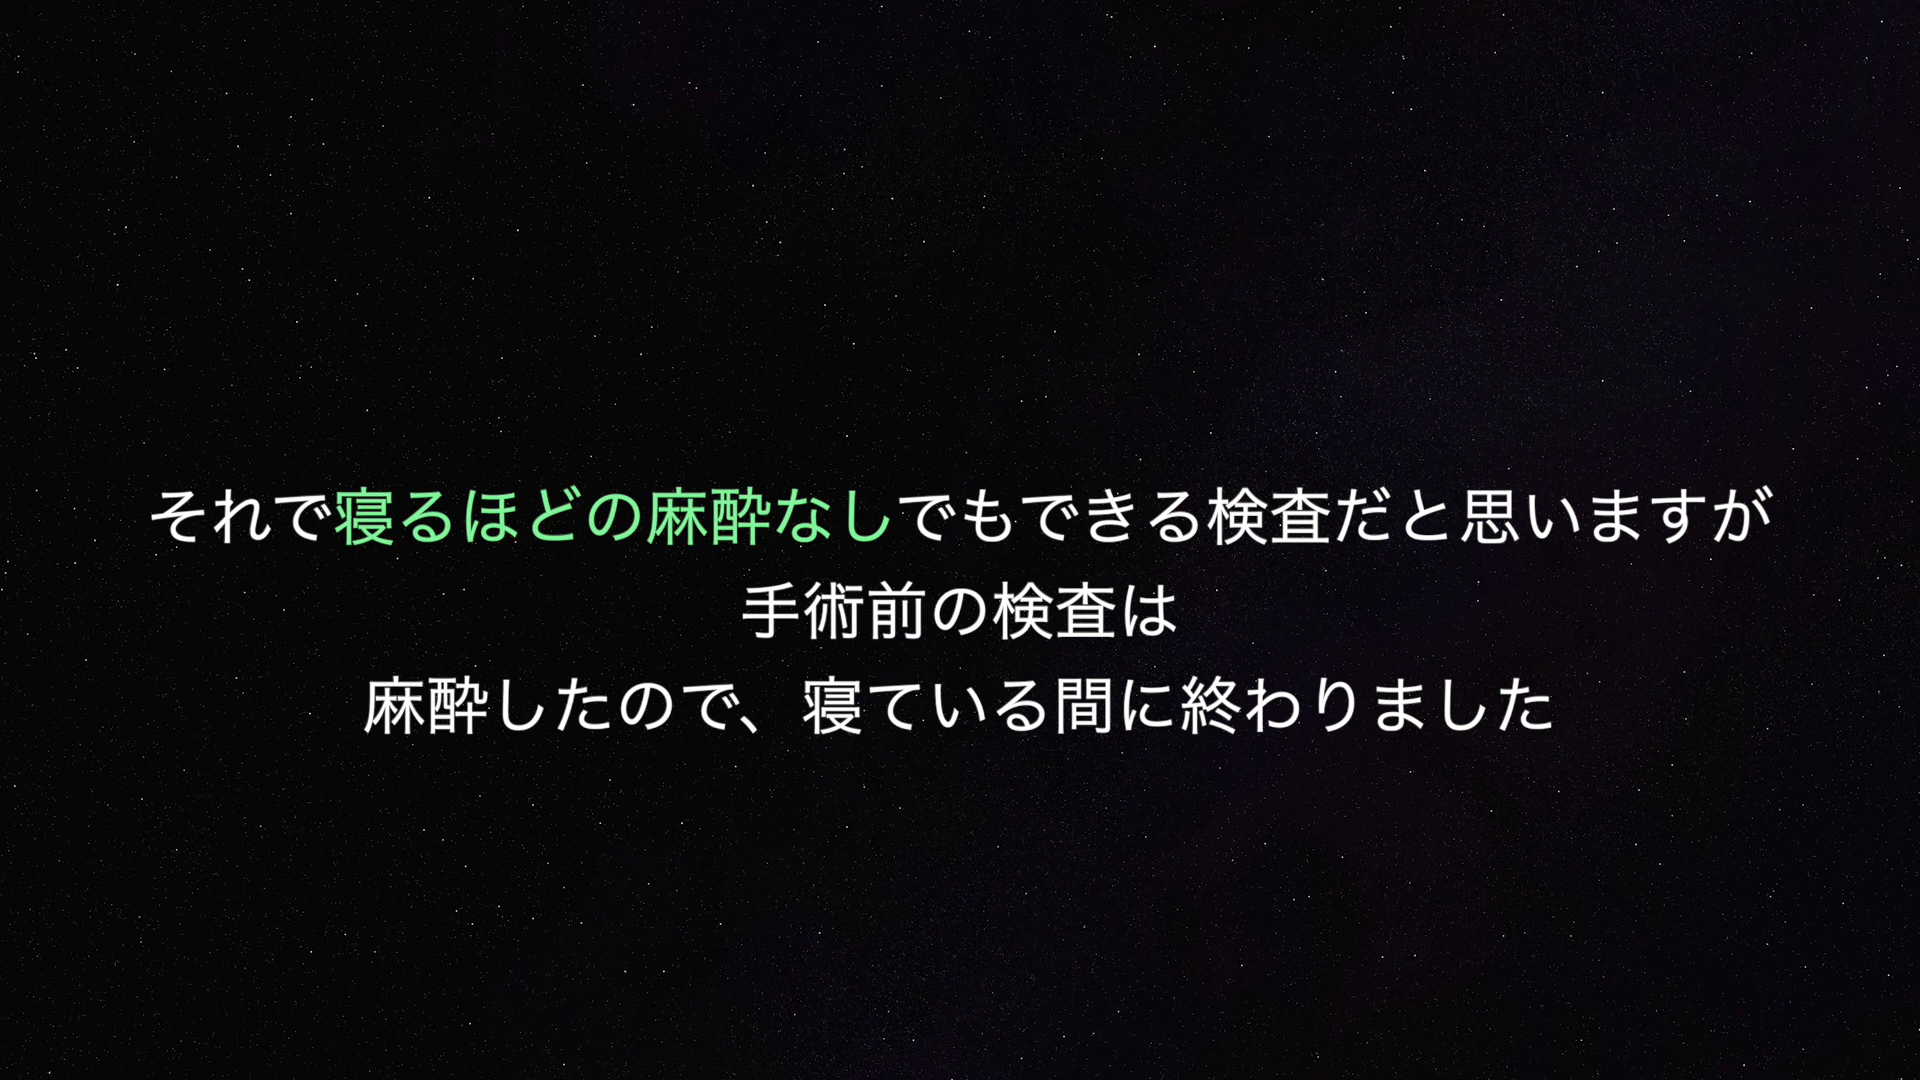 それで寝るほどの麻酔なしでもできる検査だと思いますが
手術前の検査は
麻酔したので、寝ている間に終わりました